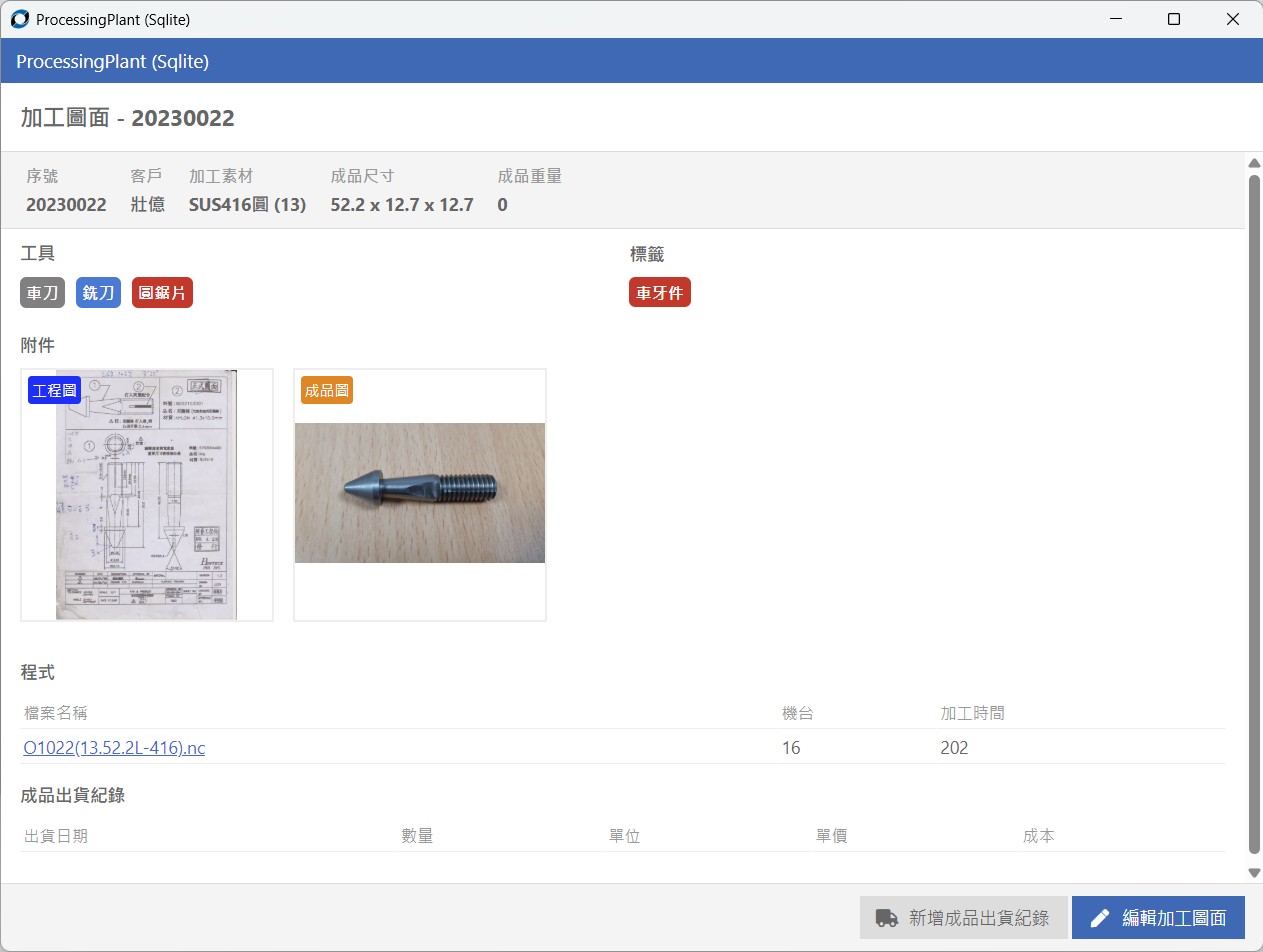 ProcessingPlant (Sqlite)
ProcessingPlant (Sqlite)
加工圖面 - 20230022
序號 客戶 加工素材 成品尺寸 成品重量
20230022 壯億 SUS416圓 (13) 52.2 x 12.7 x 12.7 0
工具 標籤
車刀 銑刀 圓鋸片 車牙件
附件
工程圖 成品圖
程式
檔案名稱 機台 加工時間
O1022(13.52.2L-416).nc 16 202
成品出貨紀錄
出貨日期 數量 單位 單價 成本
新增成品出貨紀錄 編輯加工圖面